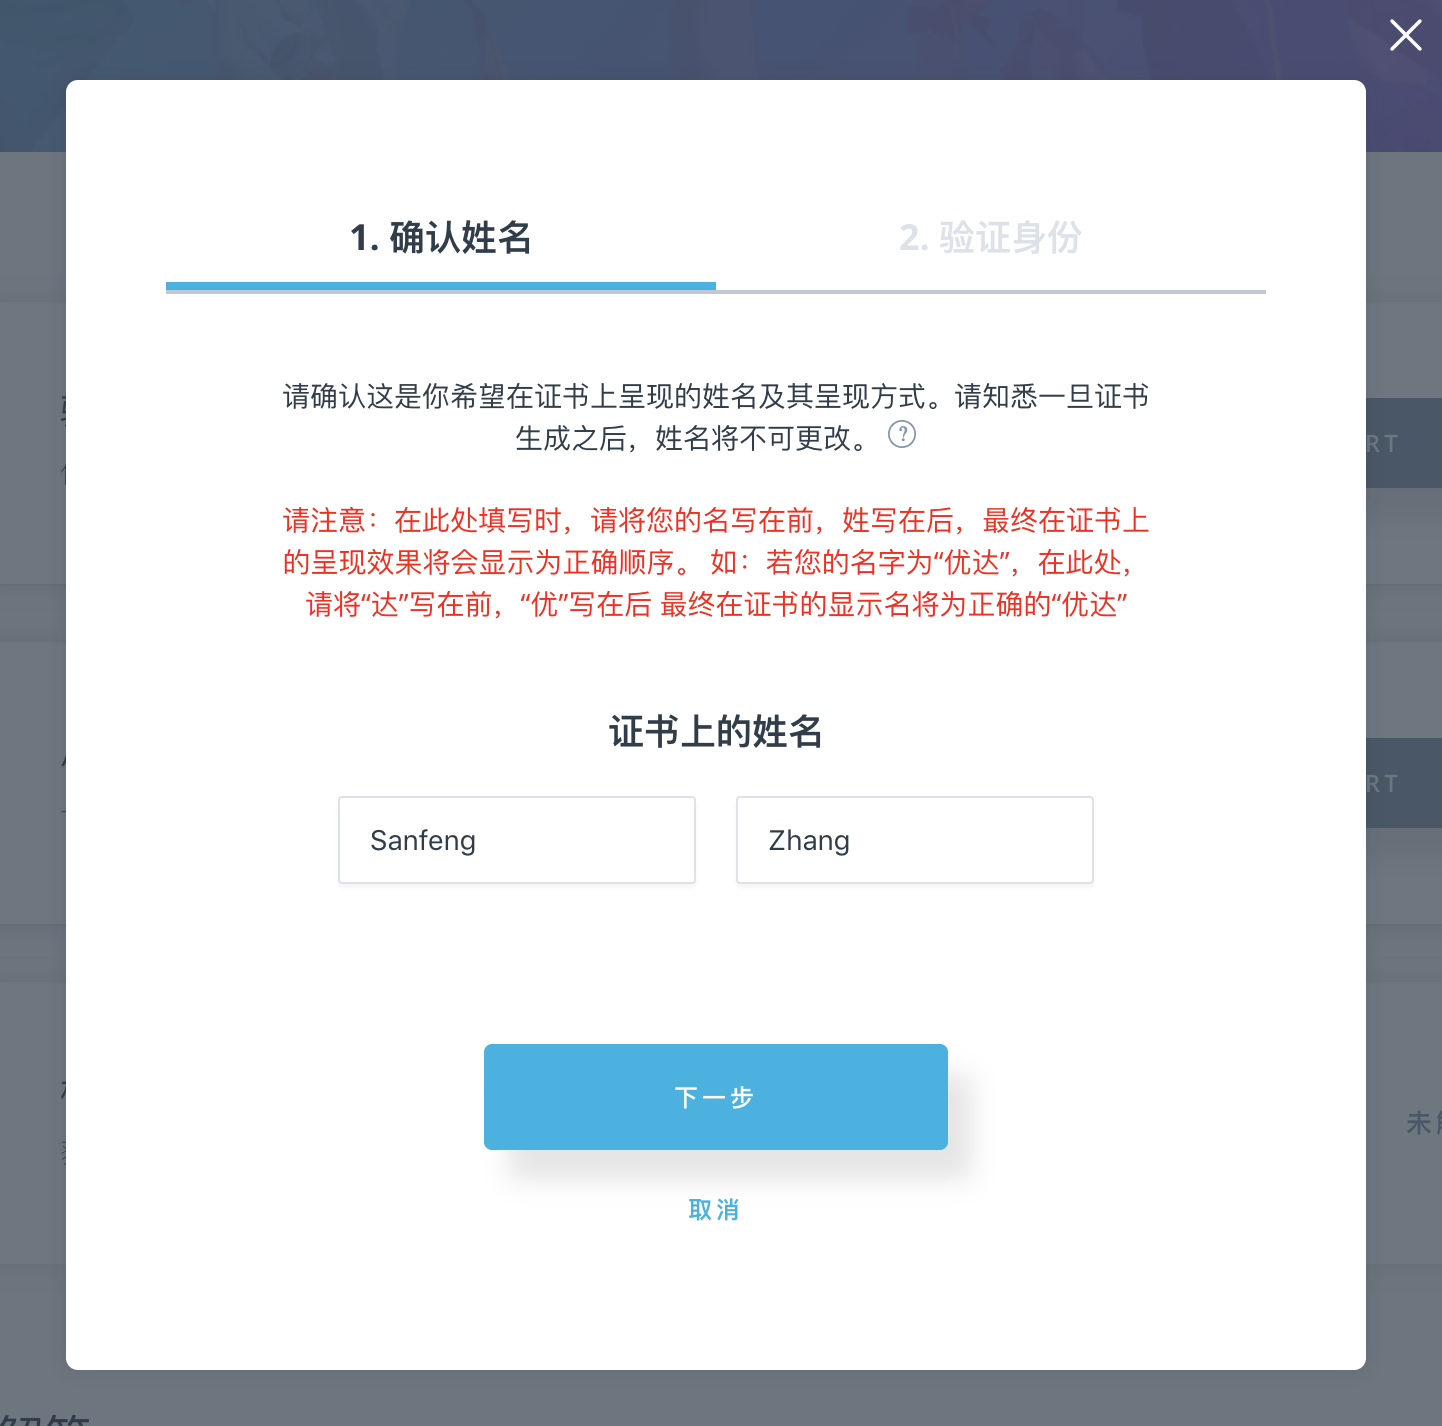 1. 确认姓名
2. 验证身份
请确认这是你希望在证书上呈现的姓名及其呈现方式。请知悉一旦证书
生成之后，姓名将不可更改。 ?
请注意：在此处填写时，请将您的名写在前，姓写在后，最终在证书上
的呈现效果将会显示为正确顺序。 如：若您的名字为“优达”，在此处，
请将“达”写在前，“优”写在后 最终在证书的显示名将为正确的“优达”
证书上的姓名
Sanfeng
Zhang
下一步
取消
RT
RT
未